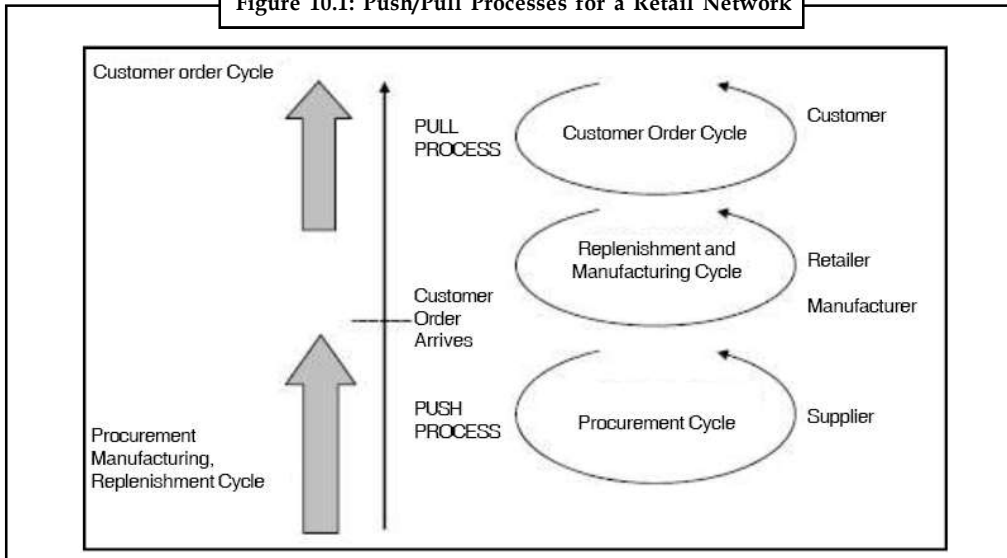 Figure 10.1: Push/Pull Processes for a Retail Network
Customer order Cycle
PULL
PROCESS
Customer Order Cycle
Customer
Replenishment and
Manufacturing Cycle
Retailer
Manufacturer
Customer
Order
Arrives
PUSH
PROCESS
Procurement Cycle
Supplier
Procurement
Manufacturing,
Replenishment Cycle